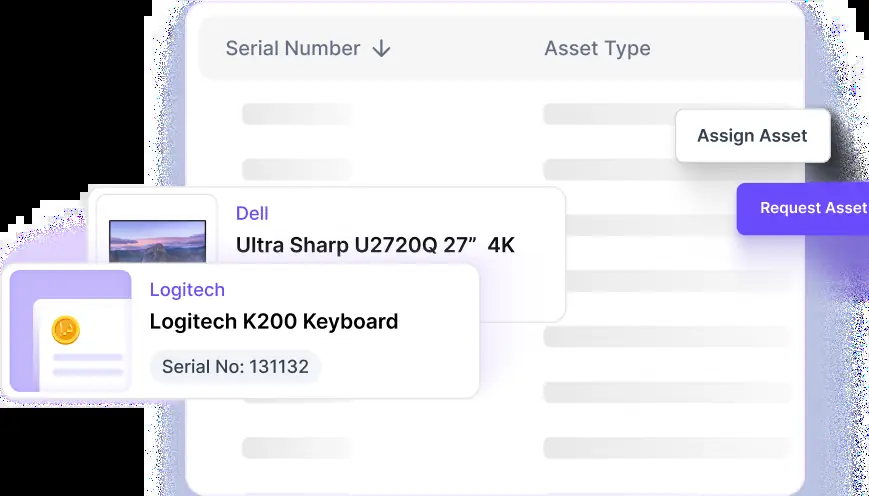 Serial Number ↓
Asset Type
Assign Asset
Request Asset
Dell
Ultra Sharp U2720Q 27” 4K
Logitech
Logitech K200 Keyboard
Serial No: 131132